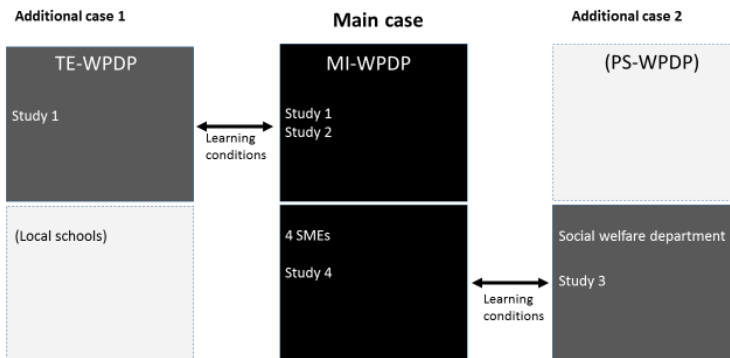 Additional case 1
Main case
Additional case 2
TE-WPDP
Study 1
Learning
conditions
MI-WPDP
Study 1
Study 2
(PS-WPDP)
(Local schools)
4 SMEs
Study 4
Learning
conditions
Social welfare department
Study 3